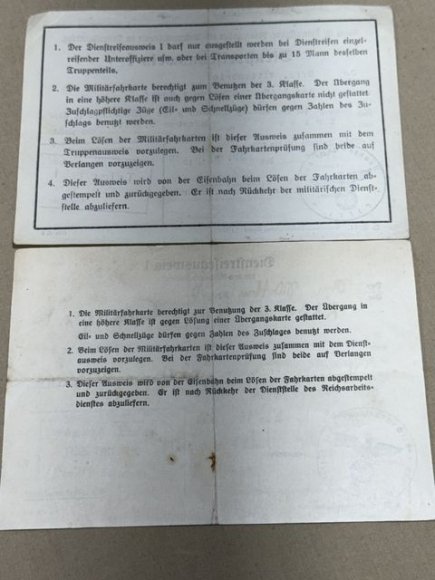 1. Der Dienstreiseausweis I darf nur ausgestellt werden bei Dienstreisen einzel-
reisender Unteroffiziere usw. oder bei Transporten bis zu 15 Mann desselben
Truppenteils.
2. Die Militärfahrkarte berechtigt zum Benutzen der 3. Klasse. Der Übergang
in eine höhere Klasse ist auch gegen Lösen einer Übergangskarte nicht gestattet.
Zuschlagpflichtige Züge (Eil- und Schnellzüge) dürfen gegen Zahlen des Zu-
schlags benutzt werden.
3. Beim Lösen der Militärfahrkarten ist dieser Ausweis zusammen mit dem
Truppenausweis vorzulegen. Bei der Fahrkartenprüfung sind beide auf
Verlangen vorzuzeigen.
4. Dieser Ausweis wird von der Eisenbahn beim Lösen der Fahrkarten abge-
stempelt und zurückgegeben. Er ist nach Rückkehr der militärischen Dienst-
stelle abzuliefern.
Dienstreiseausweis I
1. Die Militärfahrkarte berechtigt zur Benutzung der 3. Klasse. Der Übergang in
eine höhere Klasse ist gegen Lösung einer Übergangskarte gestattet.
Eil- und Schnellzüge dürfen gegen Zahlen des Zuschlages benutzt werden.
2. Beim Lösen der Militärfahrkarten ist dieser Ausweis zusammen mit dem Dienst-
ausweis vorzulegen. Bei der Fahrkartenprüfung sind beide auf Verlangen
vorzuzeigen.
3. Dieser Ausweis wird von der Eisenbahn beim Lösen der Fahrkarten abgestempelt
und zurückgegeben. Er ist nach Rückkehr der Dienststelle des Reichsarbeits-
dienstes abzuliefern.